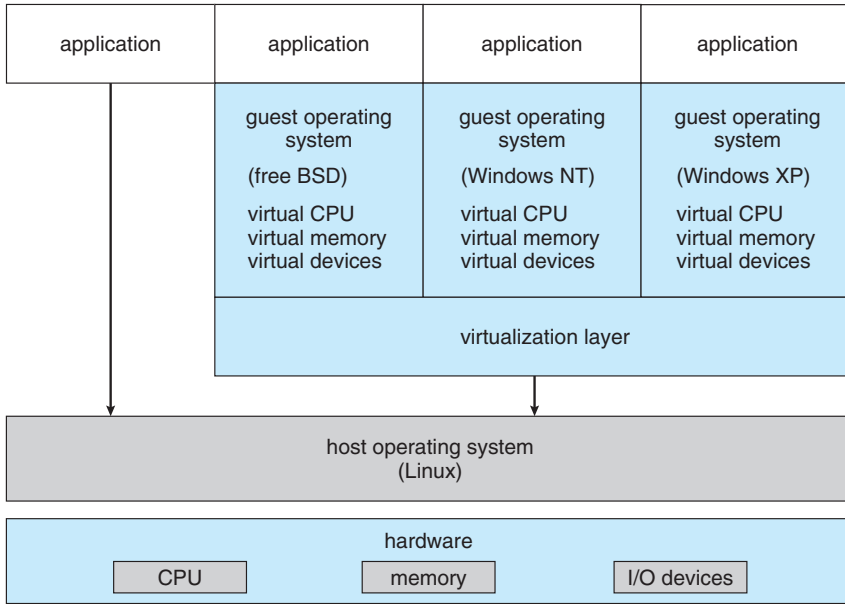 application
application
application
application
guest operating
system
(free BSD)
virtual CPU
virtual memory
virtual devices
guest operating
system
(Windows NT)
virtual CPU
virtual memory
virtual devices
guest operating
system
(Windows XP)
virtual CPU
virtual memory
virtual devices
virtualization layer
host operating system
(Linux)
hardware
CPU
memory
I/O devices